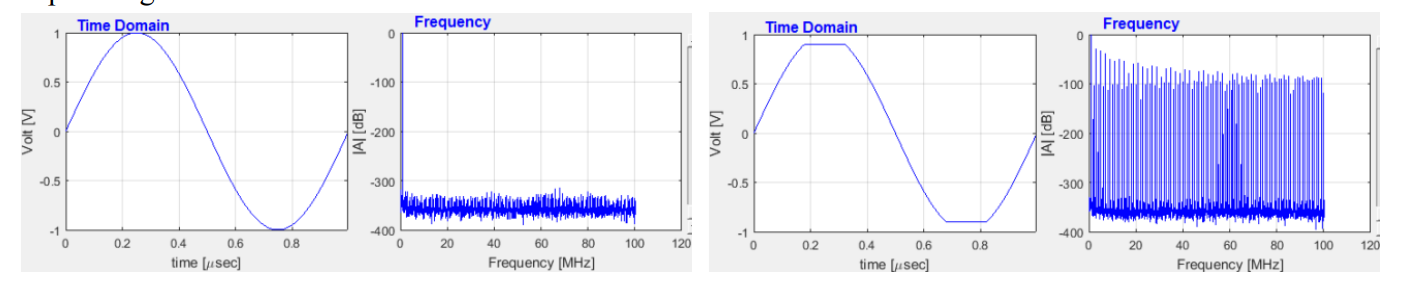 Time Domain
1
0.5
0
-0.5
-1
Volt [V]
0 0.2 0.4 0.6 0.8
time [μsec]
Frequency
0
-100
-200
-300
-400
|A| [dB]
0 20 40 60 80 100 120
Frequency [MHz]
Time Domain
1
0.5
0
-0.5
-1
Volt [V]
0 0.2 0.4 0.6 0.8
time [μsec]
Frequency
0
-100
-200
-300
-400
|A| [dB]
0 20 40 60 80 100 120
Frequency [MHz]